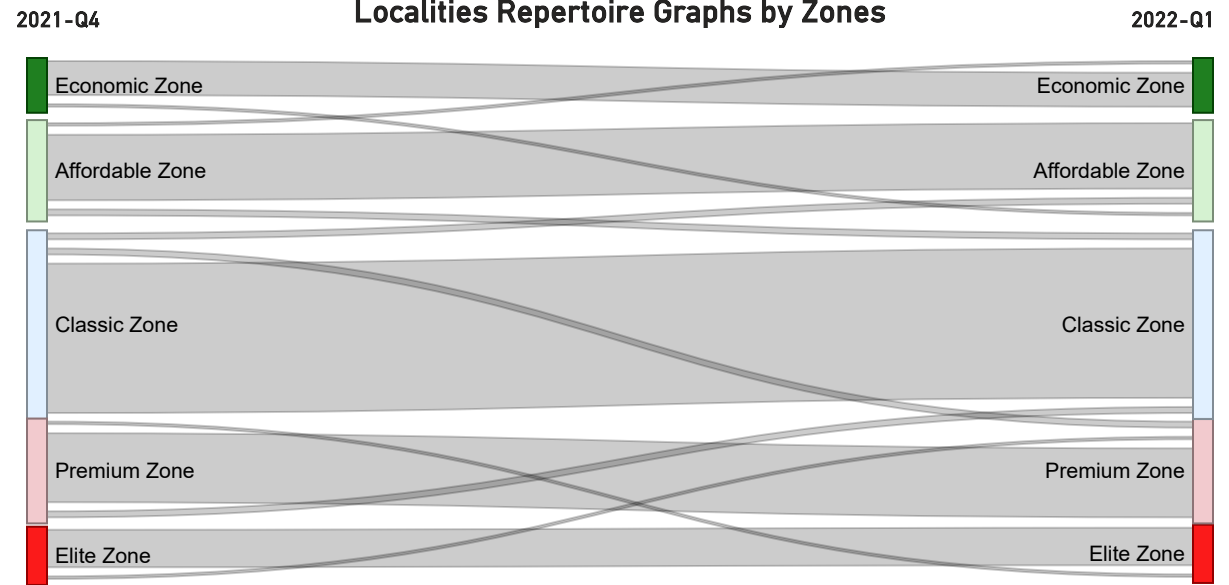 Localities Repertoire Graphs by Zones
2021-Q4
2022-Q1
Economic Zone
Economic Zone
Affordable Zone
Affordable Zone
Classic Zone
Classic Zone
Premium Zone
Premium Zone
Elite Zone
Elite Zone